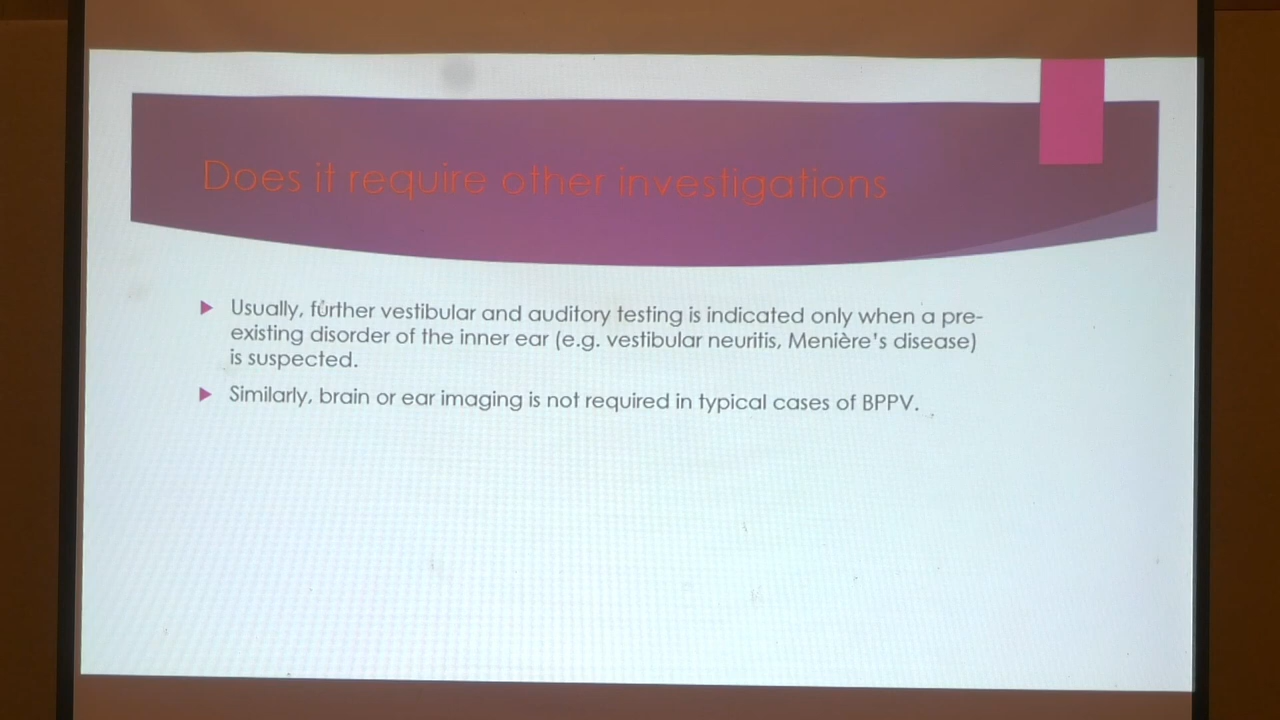 Does it require other investigations
Usually, further vestibular and auditory testing is indicated only when a pre-
existing disorder of the inner ear (e.g. vestibular neuritis, Menière's disease)
is suspected.
Similarly, brain or ear imaging is not required in typical cases of BPPV.